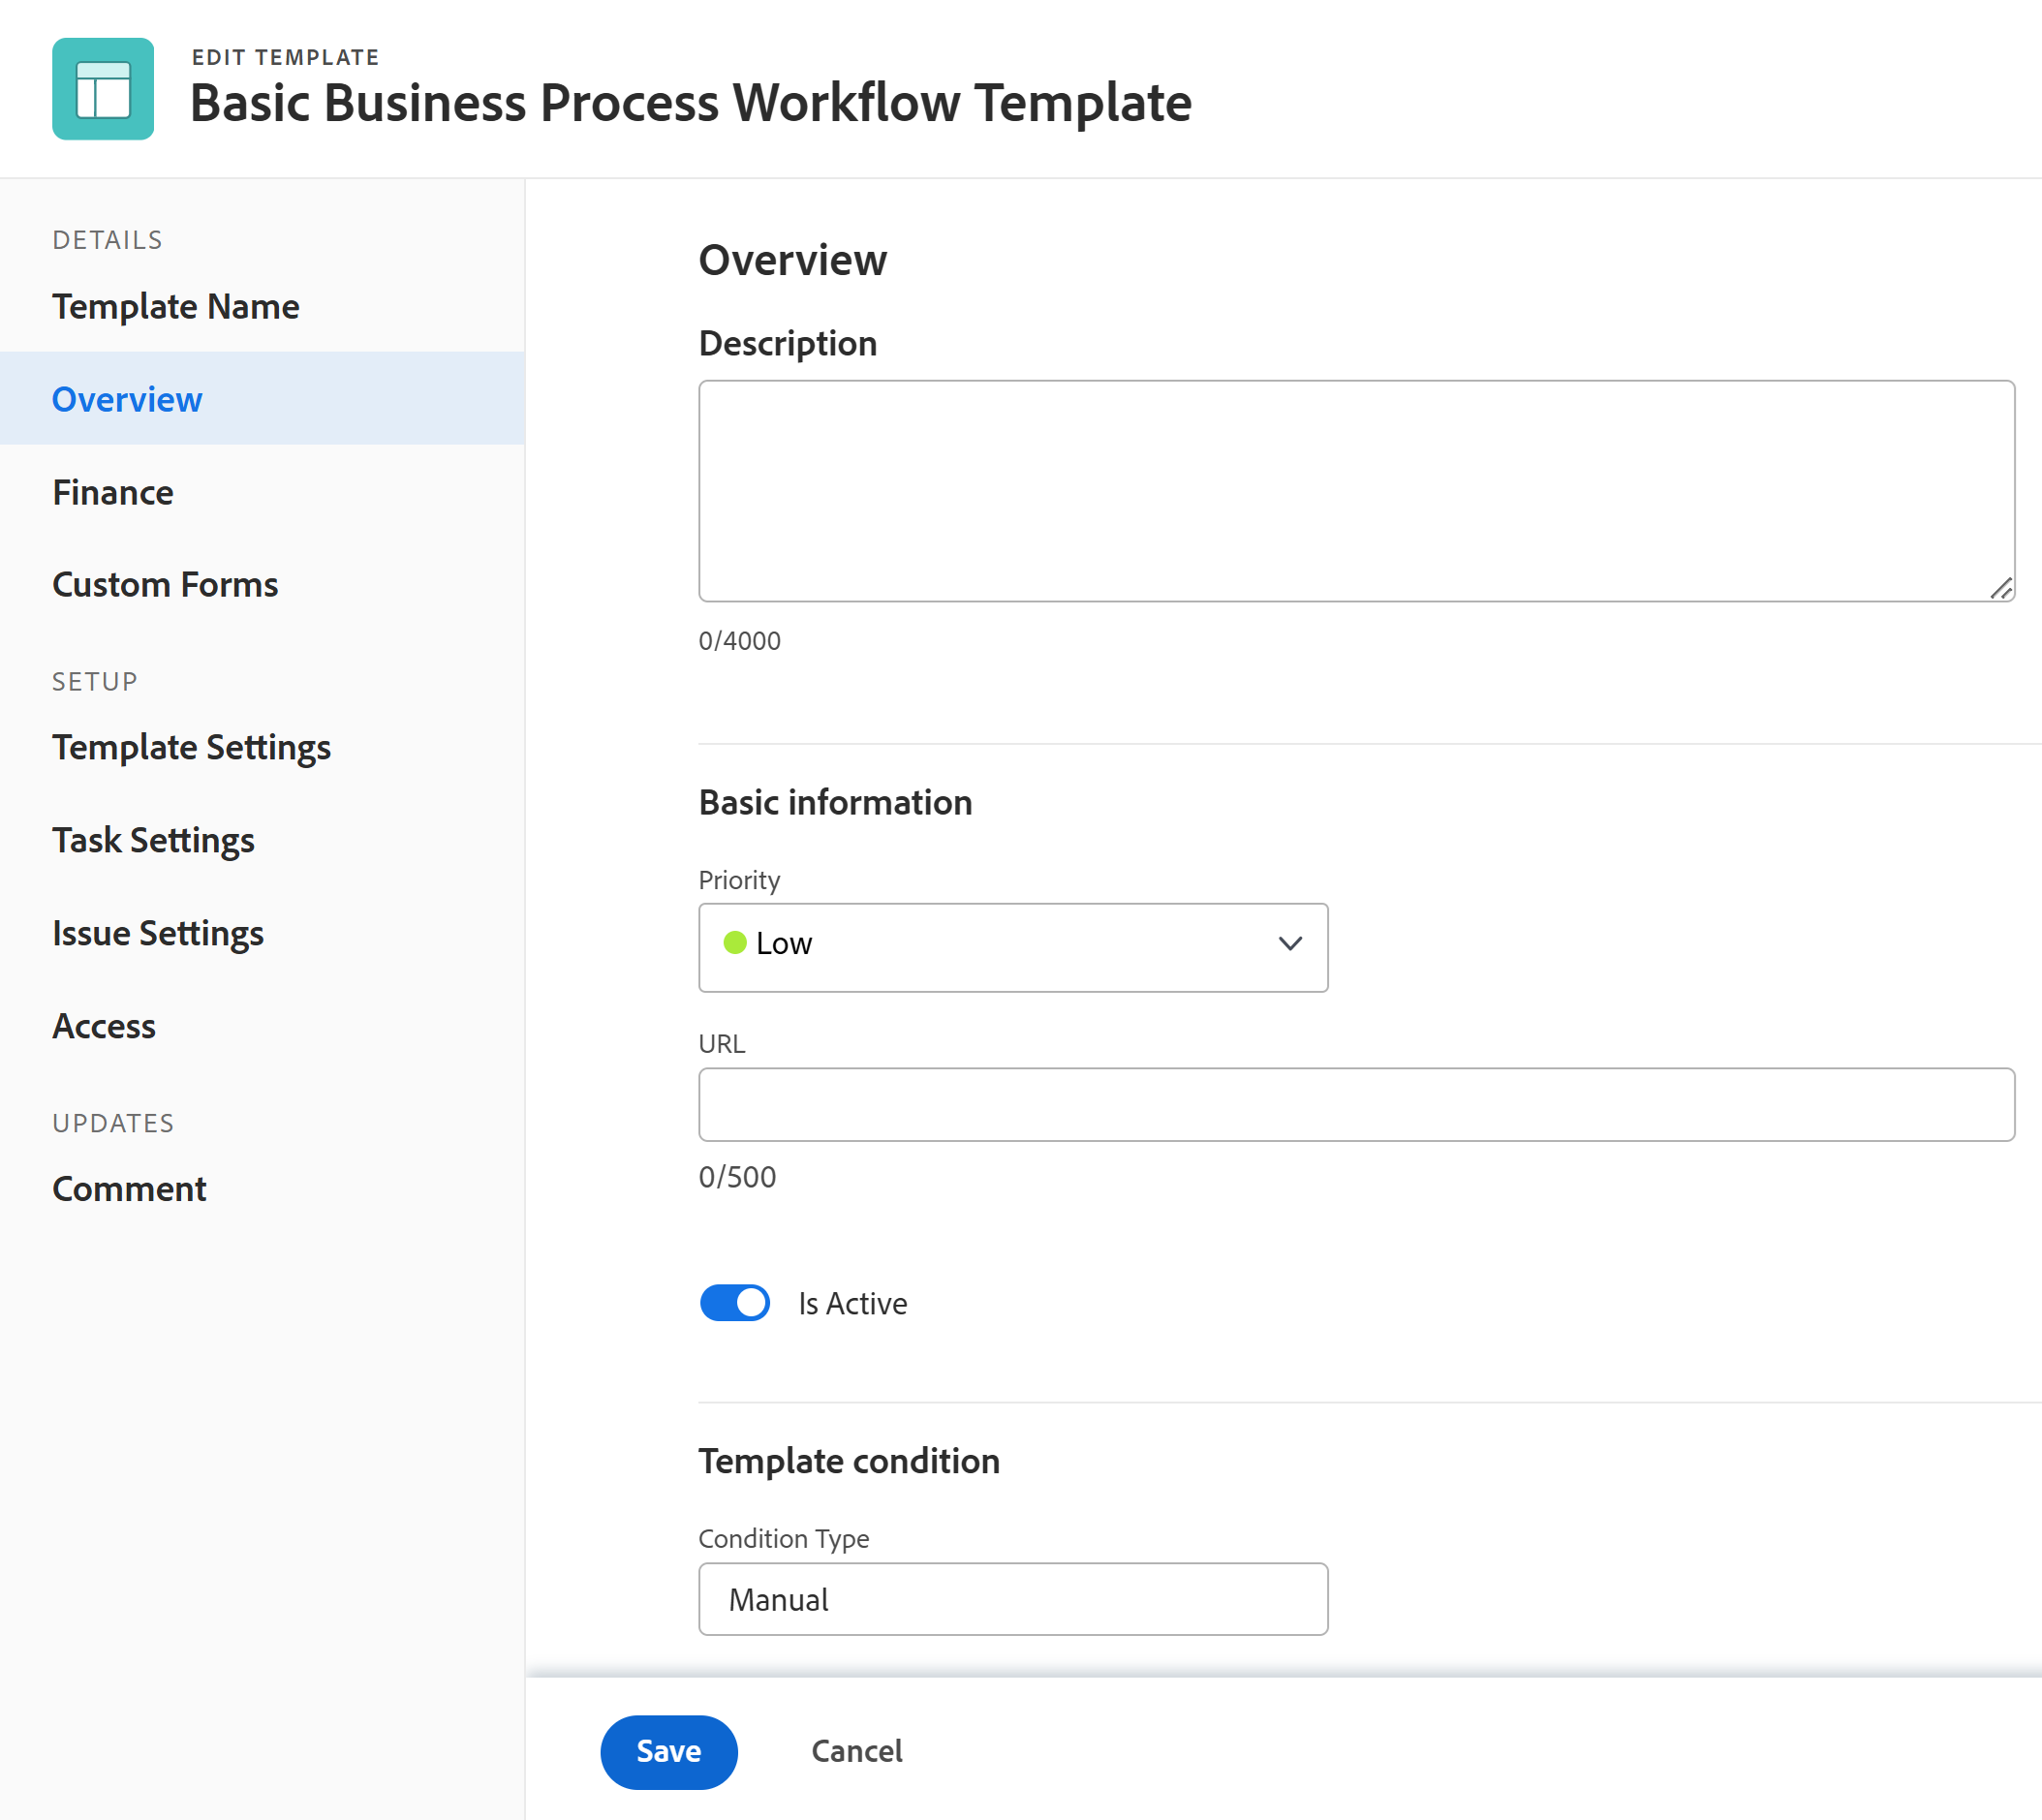 EDIT TEMPLATE
Basic Business Process Workflow Template
DETAILS
Template Name
Overview
Finance
Custom Forms
SETUP
Template Settings
Task Settings
Issue Settings
Access
UPDATES
Comment
Overview
Description
0/4000
Basic information
Priority
Low
URL
0/500
Is Active
Template condition
Condition Type
Manual
Save Cancel